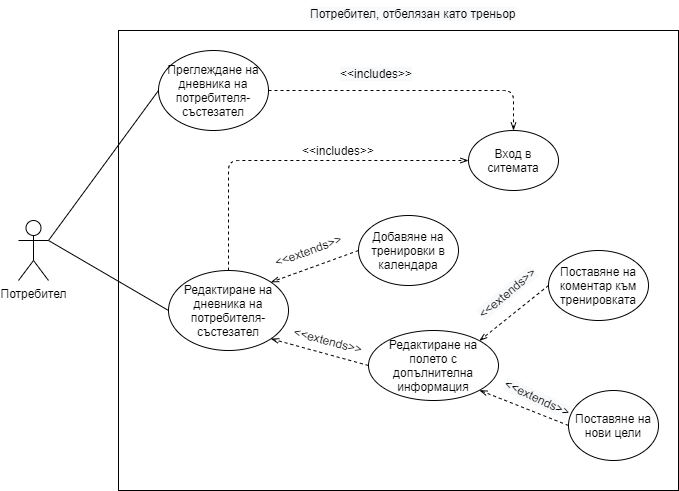 Потребител, отбелязан като треньор
Преглеждане на
дневника на
потребителя-
състезател
<<includes>>
Вход в
ситемата
<<includes>>
Потребител
Редактиране на
дневника на
потребителя-
състезател
<<extends>>
Добавяне на
тренировки в
календара
<<extends>>
Редактиране на
полето с
допълнителна
информация
<<extends>>
Поставяне на
коментар към
тренировката
<<extends>>
Поставяне на
нови цели